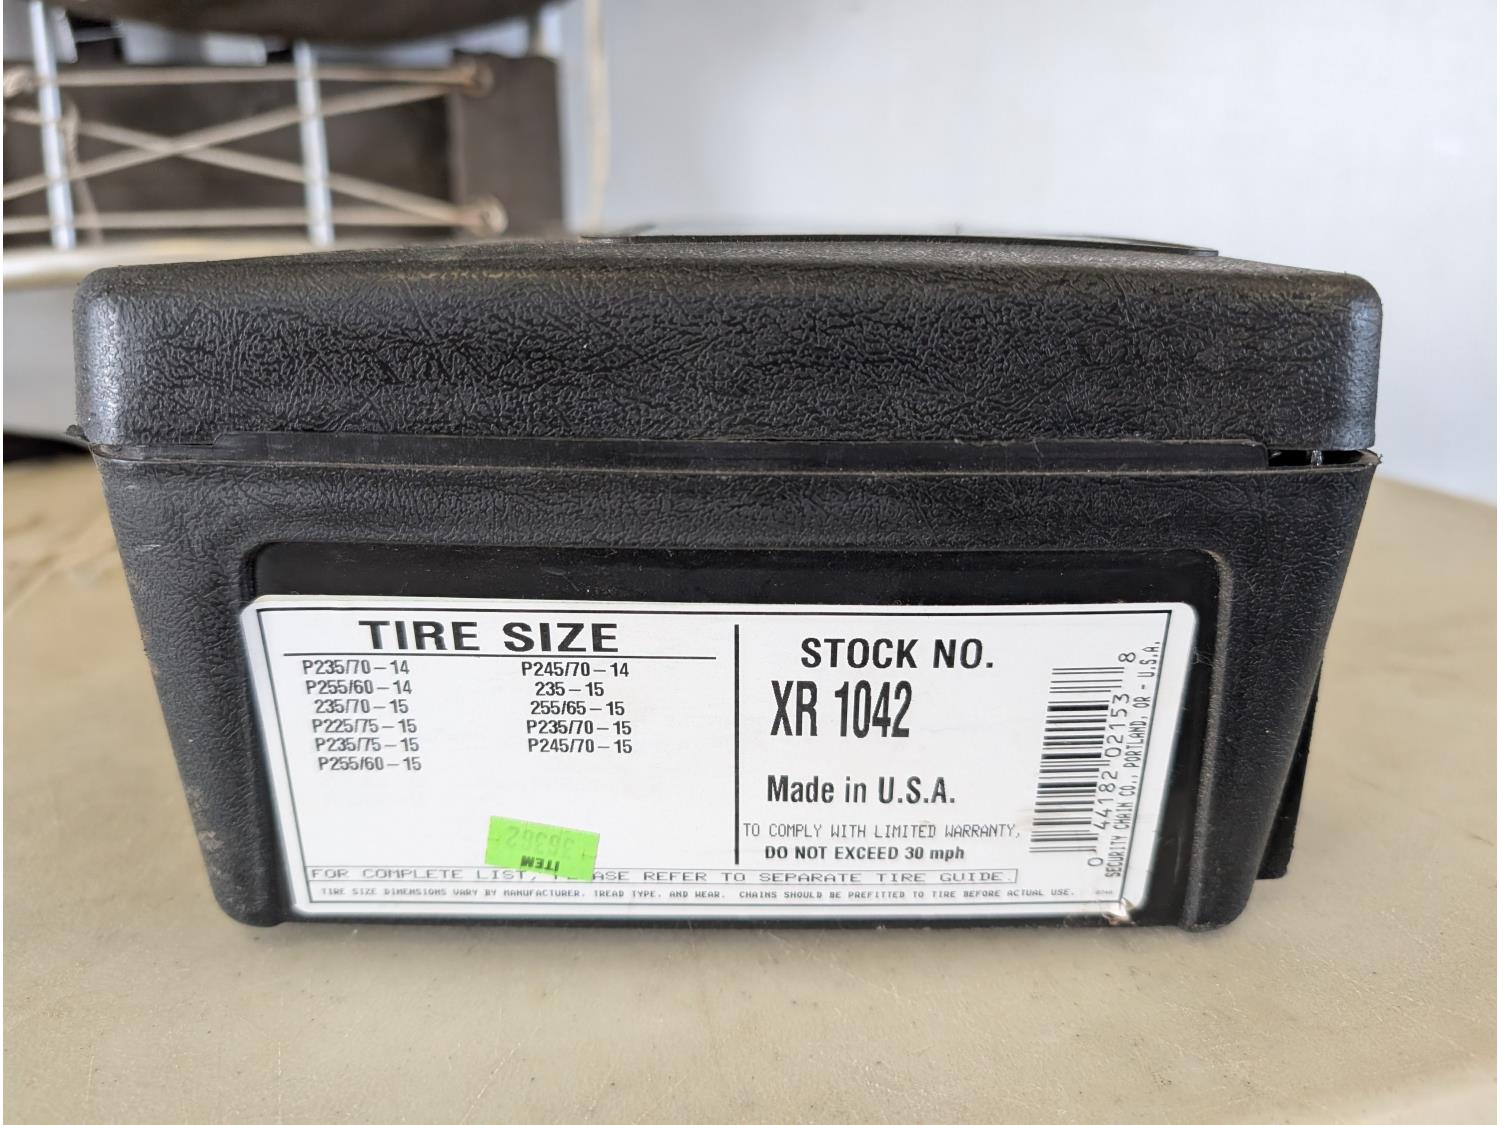 TIRE SIZE
P235/70-14 P245/70-14
P255/60-14 235-15
235/70-15 255/65-15
P225/75-15 P235/70-15
P235/75-15 P245/70-15
P255/60-15
STOCK NO.
XR 1042
Made in U.S.A.
TO COMPLY WITH LIMITED WARRANTY,
DO NOT EXCEED 30 mph
0 44182 02153 8
SECURITY CHAIN CO., PORTLAND, OR - U.S.A.
ITEM
36362
FOR COMPLETE LIST, ASE REFER TO SEPARATE TIRE GUIDE.
TIRE SIZE DIMENSIONS VARY BY MANUFACTURER, TREAD TYPE, AND WEAR. CHAINS SHOULD BE PREFITTED TO TIRE BEFORE ACTUAL USE.